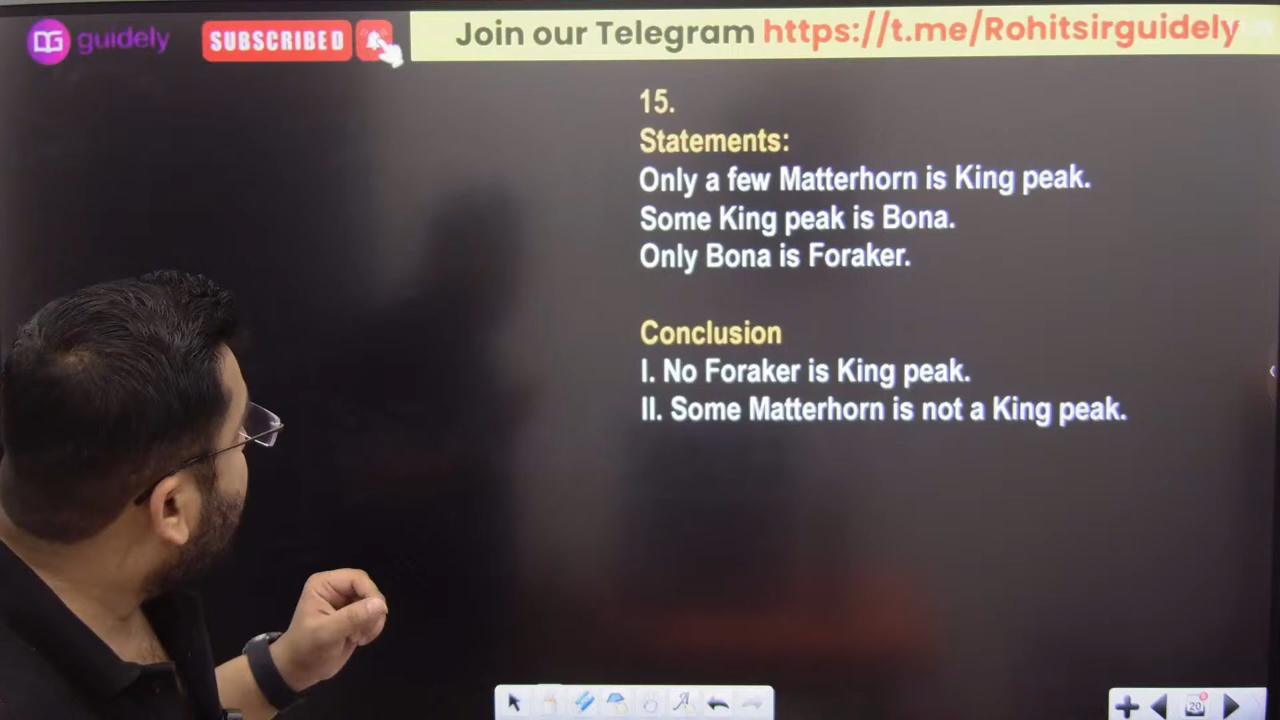 guidely
SUBSCRIBED
Join our Telegram https://t.me/Rohitsirguidely
15.
Statements:
Only a few Matterhorn is King peak.
Some King peak is Bona.
Only Bona is Foraker.
Conclusion
I. No Foraker is King peak.
II. Some Matterhorn is not a King peak.
20